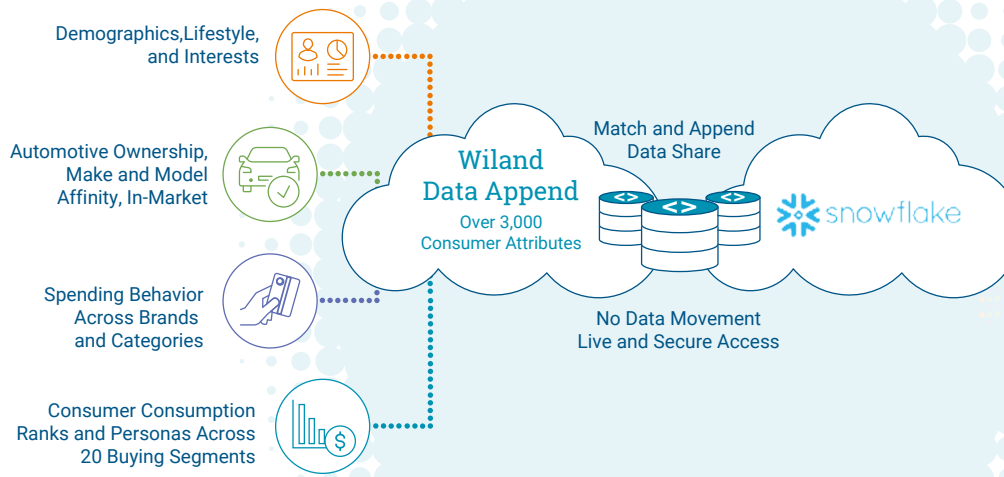 Demographics,Lifestyle,
and Interests
Automotive Ownership,
Make and Model
Affinity, In-Market
Spending Behavior
Across Brands
and Categories
Consumer Consumption
Ranks and Personas Across
20 Buying Segments
$
Wiland
Data Append
Over 3,000
Consumer Attributes
Match and Append
Data Share
snowflake
No Data Movement
Live and Secure Access